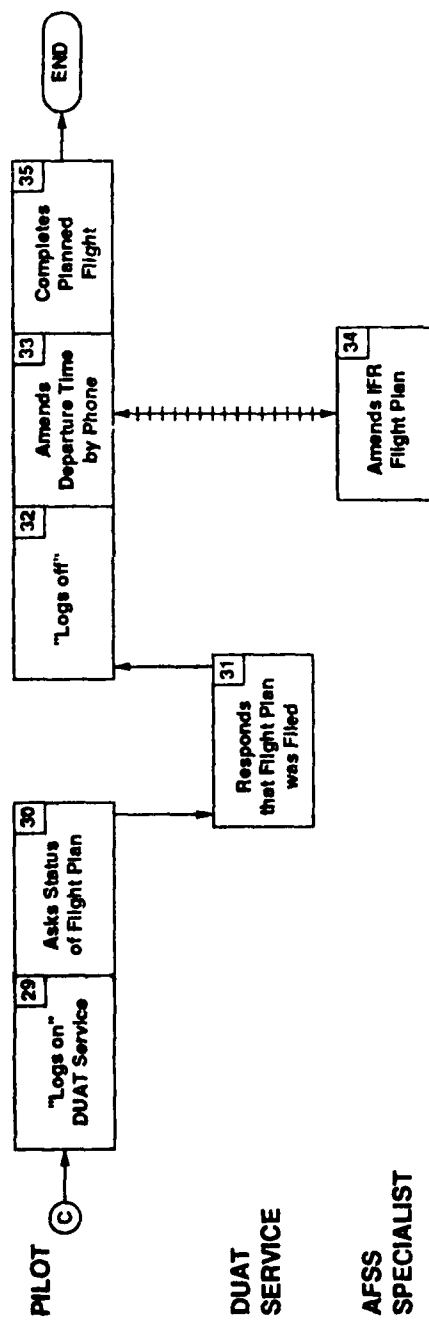 PILOT
C
29
"Logs on"
DUAT Service
30
Asks Status
of Flight Plan
32
"Logs off"
33
Amends
Departure Time
by Phone
35
Completes
Planned
Flight
END
DUAT
SERVICE
31
Responds
that Flight Plan
was Filed
AFSS
SPECIALIST
34
Amends IFR
Flight Plan